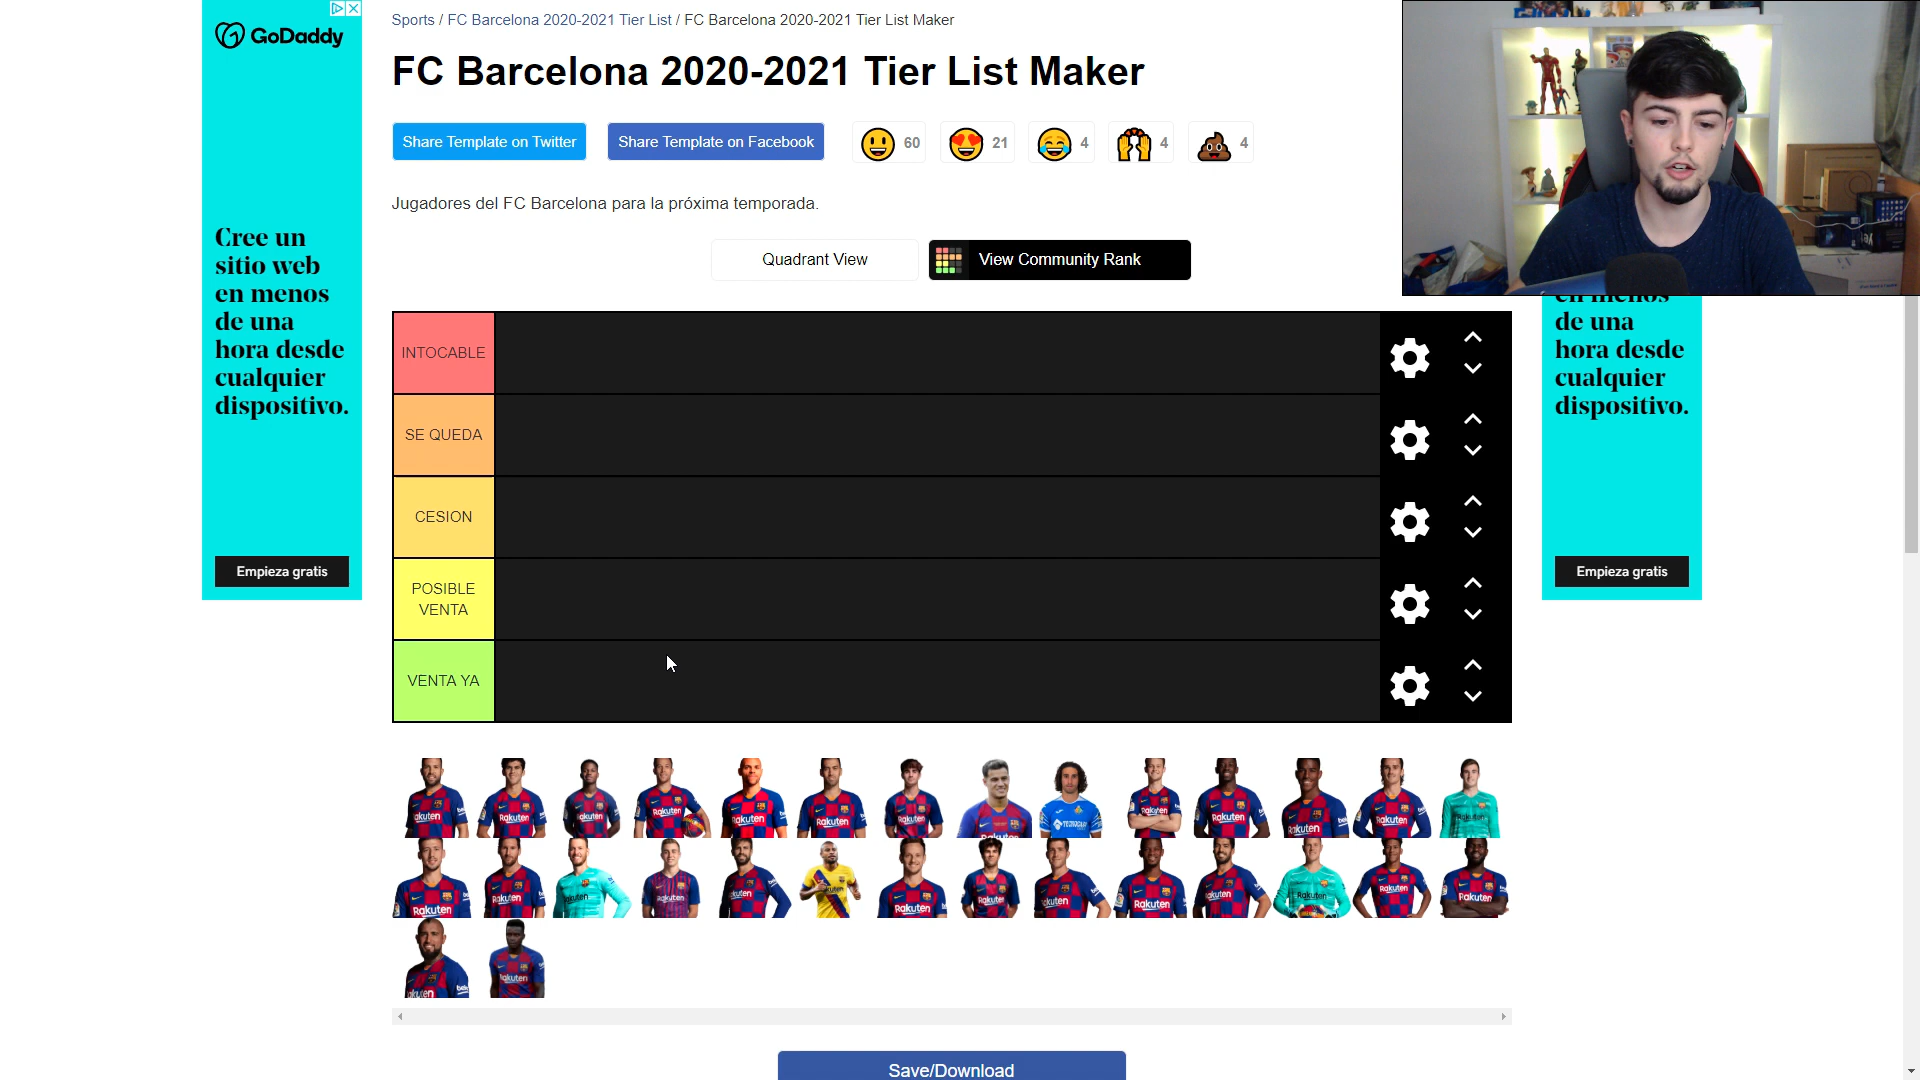 GoDaddy
Cree un
sitio web
en menos
de una
hora desde
cualquier
dispositivo.
Empieza gratis
Sports / FC Barcelona 2020-2021 Tier List / FC Barcelona 2020-2021 Tier List Maker
FC Barcelona 2020-2021 Tier List Maker
Share Template on Twitter
Share Template on Facebook
60
21
4
4
4
Jugadores del FC Barcelona para la próxima temporada.
Quadrant View
View Community Rank
INTOCABLE
SE QUEDA
CESION
POSIBLE
VENTA
VENTA YA
en menos
de una
hora desde
cualquier
dispositivo.
Empieza gratis
Save/Download